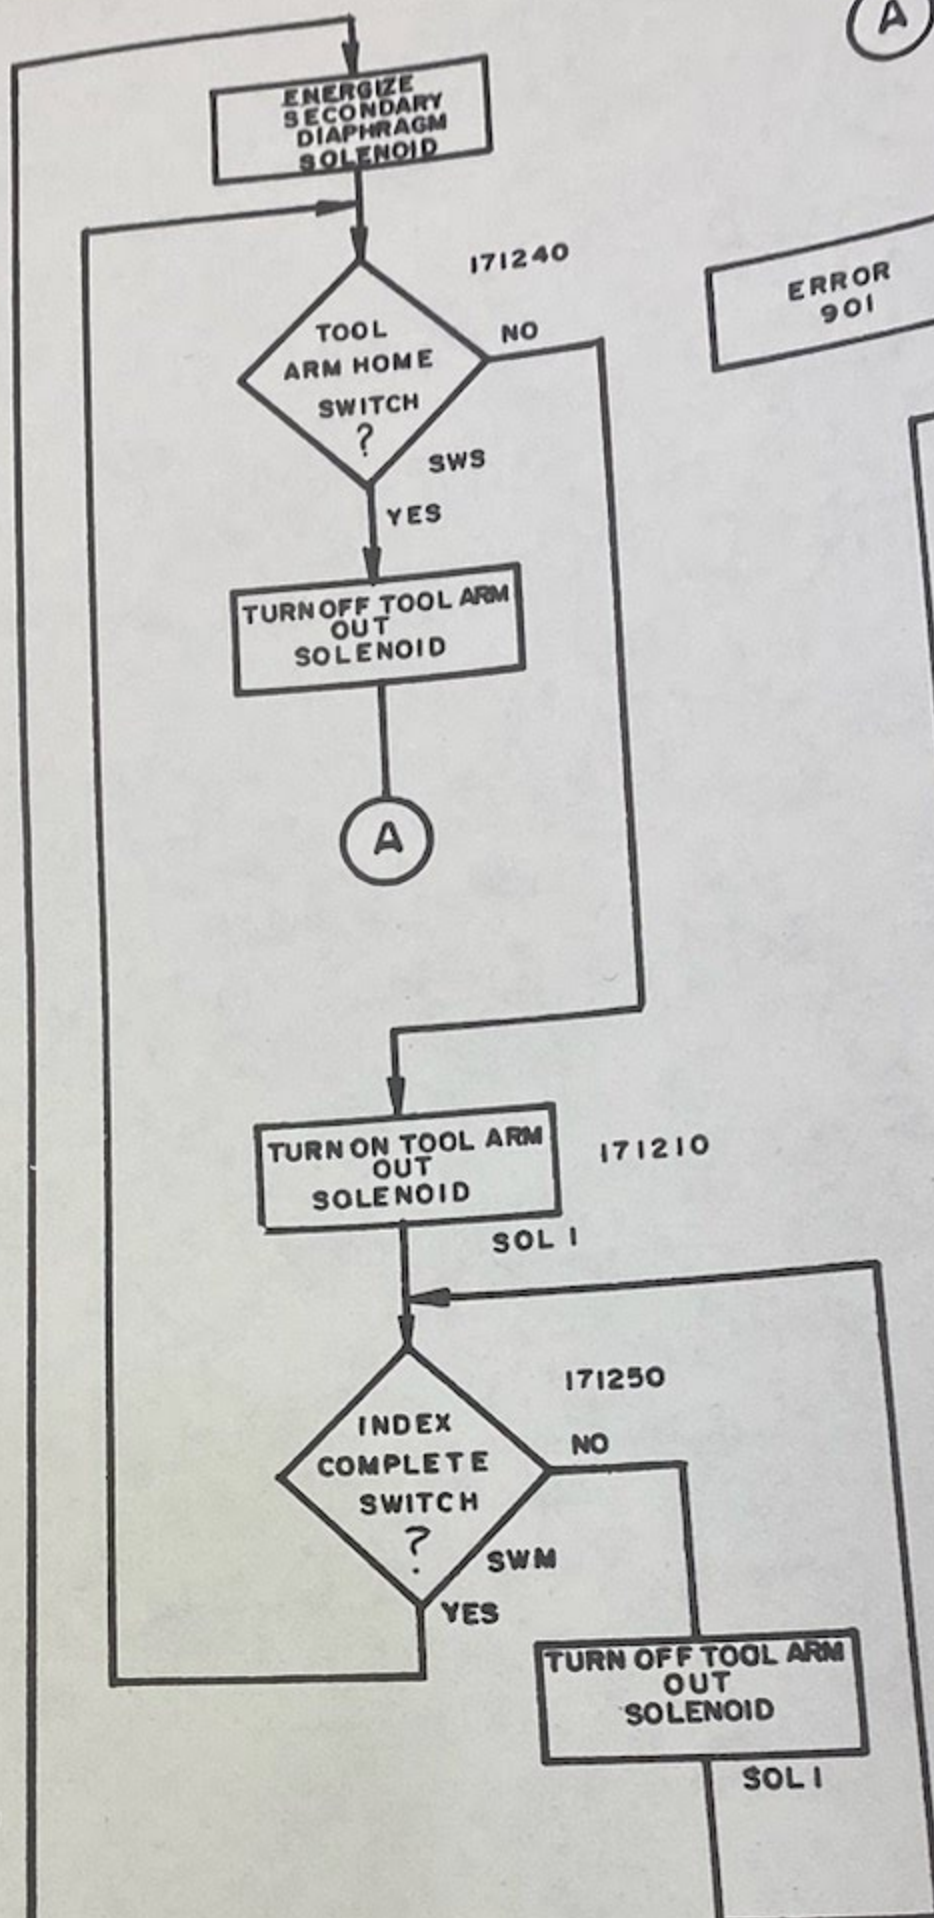 A
ENERGIZE
SECONDARY
DIAPHRAGM
SOLENOID
171240
ERROR
901
NO
TOOL
ARM HOME
SWITCH
?
SWS
YES
TURN OFF TOOL ARM
OUT
SOLENOID
A
TURN ON TOOL ARM
OUT
SOLENOID
171210
SOL 1
171250
INDEX
COMPLETE
SWITCH
?
NO
SWM
YES
TURN OFF TOOL ARM
OUT
SOLENOID
SOL 1